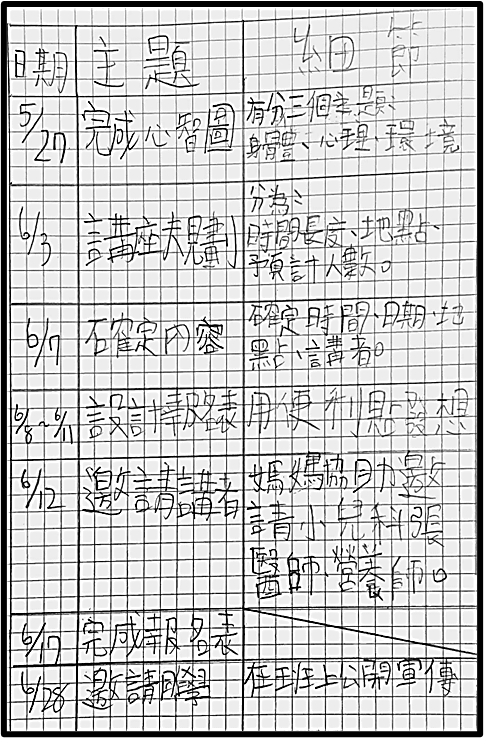 日期 主題 細節
5/27 完成心智圖 有分三個主題：
身體、心理、環境
6/3 講座規劃 分為：
時間長度、地點、
預計人數。
6/7 確定內容 確定時間、日期、地
點、講者。
6/8~6/11 設計報名表 用便利點發想
6/12 邀請講者 媽媽協助邀
請小兒科張
醫師、營養師。
6/17 完成報名表
6/28 邀請同學 在班上公開宣傳